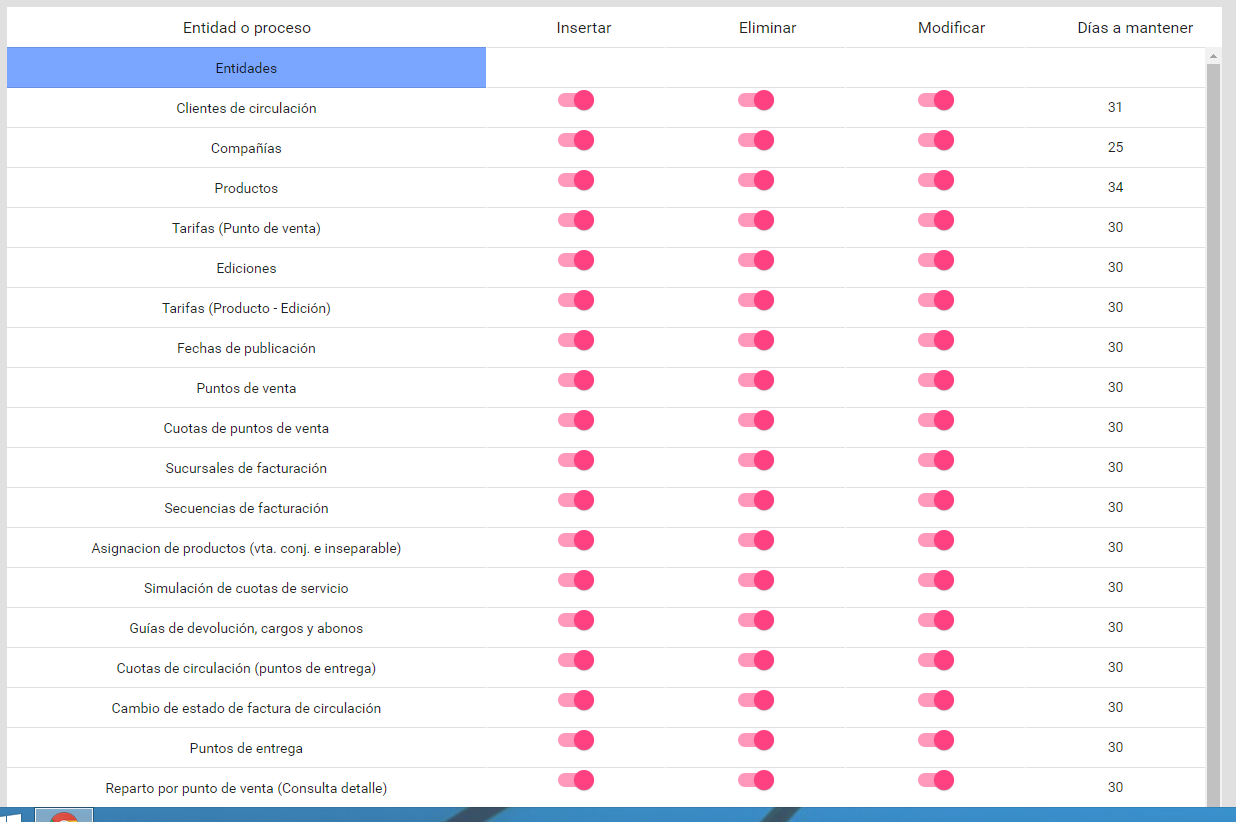 Entidad o proceso Insertar Eliminar Modificar Días a mantener
Entidades
Clientes de circulación 31
Compañías 25
Productos 34
Tarifas (Punto de venta) 30
Ediciones 30
Tarifas (Producto - Edición) 30
Fechas de publicación 30
Puntos de venta 30
Cuotas de puntos de venta 30
Sucursales de facturación 30
Secuencias de facturación 30
Asignacion de productos (vta. conj. e inseparable) 30
Simulación de cuotas de servicio 30
Guías de devolución, cargos y abonos 30
Cuotas de circulación (puntos de entrega) 30
Cambio de estado de factura de circulación 30
Puntos de entrega 30
Reparto por punto de venta (Consulta detalle) 30